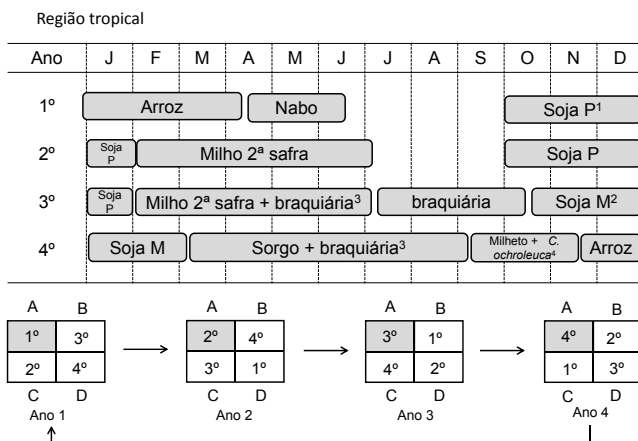 Região tropical
Ano J F M A M J J A S O N D
1º Arroz Nabo Soja P¹
2º Soja P Milho 2ª safra Soja P
3º Soja P Milho 2ª safra + braquiária³ braquiária Soja M²
4º Soja M Sorgo + braquiária³ Milheto + C. ochroleuca⁴ Arroz
A B A B A B A B
1º 3º 2º 4º 3º 1º 4º 2º
2º 4º 3º 1º 4º 2º 1º 3º
C D C D C D C D
Ano 1 Ano 2 Ano 3 Ano 4